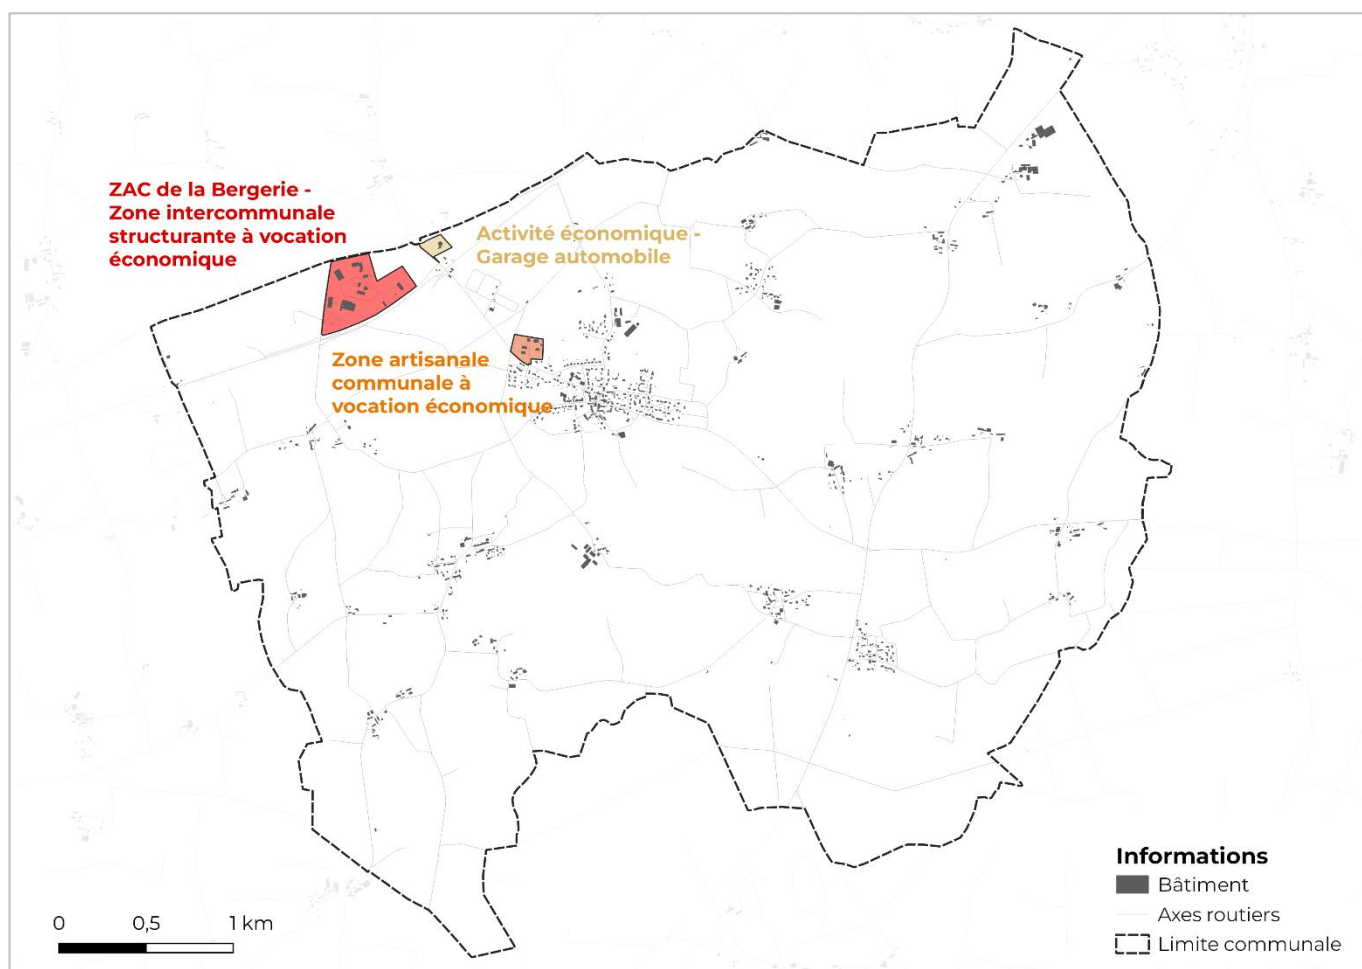 ZAC de la Bergerie -
Zone intercommunale
structurante à vocation
économique
Activité économique -
Garage automobile
Zone artisanale
communale à
vocation économique
Informations
Bâtiment
Axes routiers
Limite communale
0 0,5 1 km